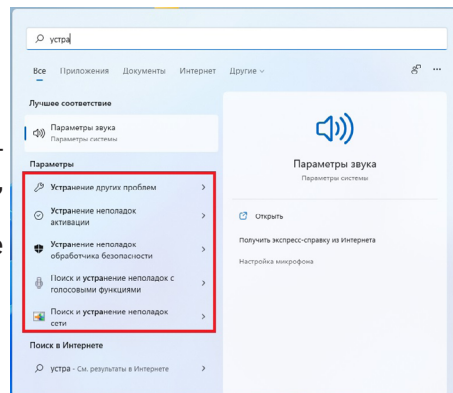 устра
Все Приложения Документы Интернет Другие
Лучшее соответствие
Параметры звука
Параметры системы
Параметры
Устранение других проблем
Устранение неполадок
активации
Устранение неполадок
обработчика безопасности
Поиск и устранение неполадок с
голосовыми функциями
Поиск и устранение неполадок
сети
Поиск в Интернете
устра - См. результаты в Интернете
Параметры звука
Параметры системы
Открыть
Получить экспресс-справку из Интернета
Настройка микрофона